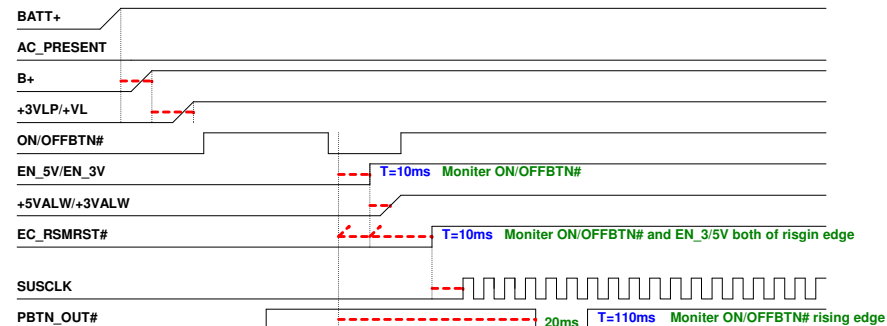 BATT+
AC_PRESENT
B+
+3VLP/+VL
ON/OFFBTN#
EN_5V/EN_3V T=10ms Moniter ON/OFFBTN#
+5VALW/+3VALW
EC_RSMRST# T=10ms Moniter ON/OFFBTN# and EN_3/5V both of risgin edge
SUSCLK
PBTN_OUT# 20ms T=110ms Moniter ON/OFFBTN# rising edge